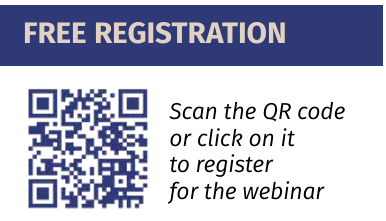 FREE REGISTRATION
Scan the QR code
or click on it
to register
for the webinar